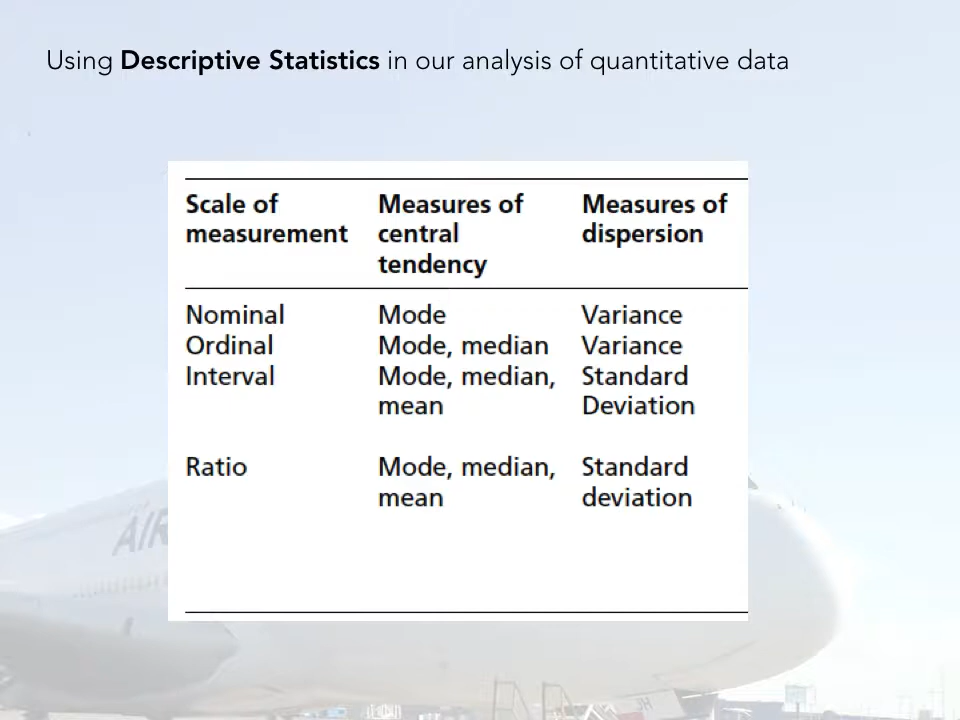 Using Descriptive Statistics in our analysis of quantitative data
Scale of measurement Measures of central tendency Measures of dispersion
Nominal Mode Variance
Ordinal Mode, median Variance
Interval Mode, median, mean Standard Deviation
Ratio Mode, median, mean Standard deviation
AIR
JH